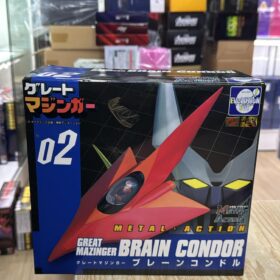 グレート
マジンガー
EVOLUTION
02
METAL・ACTION
GREAT
MAZINGER
BRAIN CONDOR
グレートマジンガー ブレーンコンドル